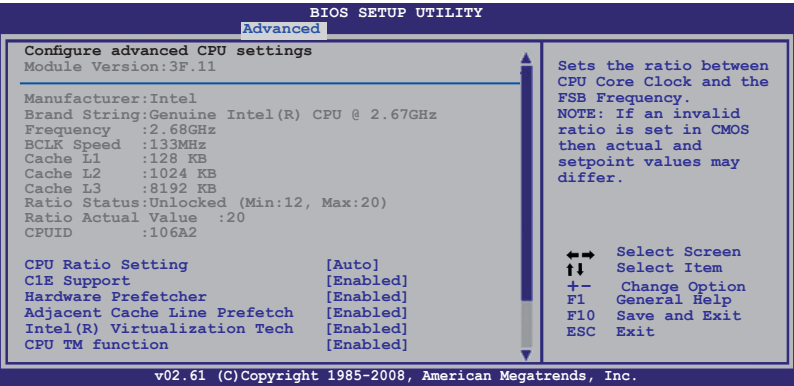 BIOS SETUP UTILITY
Advanced
Configure advanced CPU settings
Module Version:3F.11
Manufacturer:Intel
Brand String:Genuine Intel(R) CPU @ 2.67GHz
Frequency :2.68GHz
BCLK Speed :133MHz
Cache L1 :128 KB
Cache L2 :1024 KB
Cache L3 :8192 KB
Ratio Status:Unlocked (Min:12, Max:20)
Ratio Actual Value :20
CPUID :106A2
CPU Ratio Setting [Auto]
C1E Support [Enabled]
Hardware Prefetcher [Enabled]
Adjacent Cache Line Prefetch [Enabled]
Intel(R) Virtualization Tech [Enabled]
CPU TM function [Enabled]
Sets the ratio between
CPU Core Clock and the
FSB Frequency.
NOTE: If an invalid
ratio is set in CMOS
then actual and
setpoint values may
differ.
←→ Select Screen
↑↓ Select Item
+- Change Option
F1 General Help
F10 Save and Exit
ESC Exit
v02.61 (C)Copyright 1985-2008, American Megatrends, Inc.